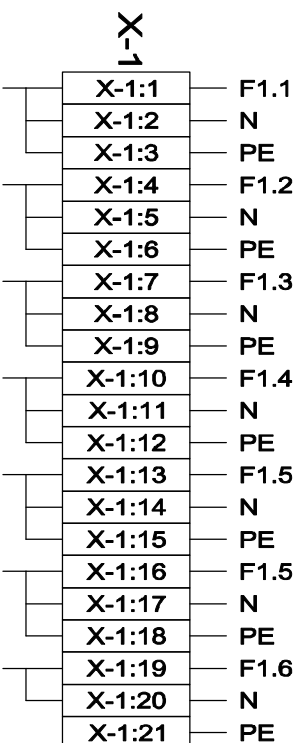 X-1
X-1:1 F1.1
X-1:2 N
X-1:3 PE
X-1:4 F1.2
X-1:5 N
X-1:6 PE
X-1:7 F1.3
X-1:8 N
X-1:9 PE
X-1:10 F1.4
X-1:11 N
X-1:12 PE
X-1:13 F1.5
X-1:14 N
X-1:15 PE
X-1:16 F1.5
X-1:17 N
X-1:18 PE
X-1:19 F1.6
X-1:20 N
X-1:21 PE